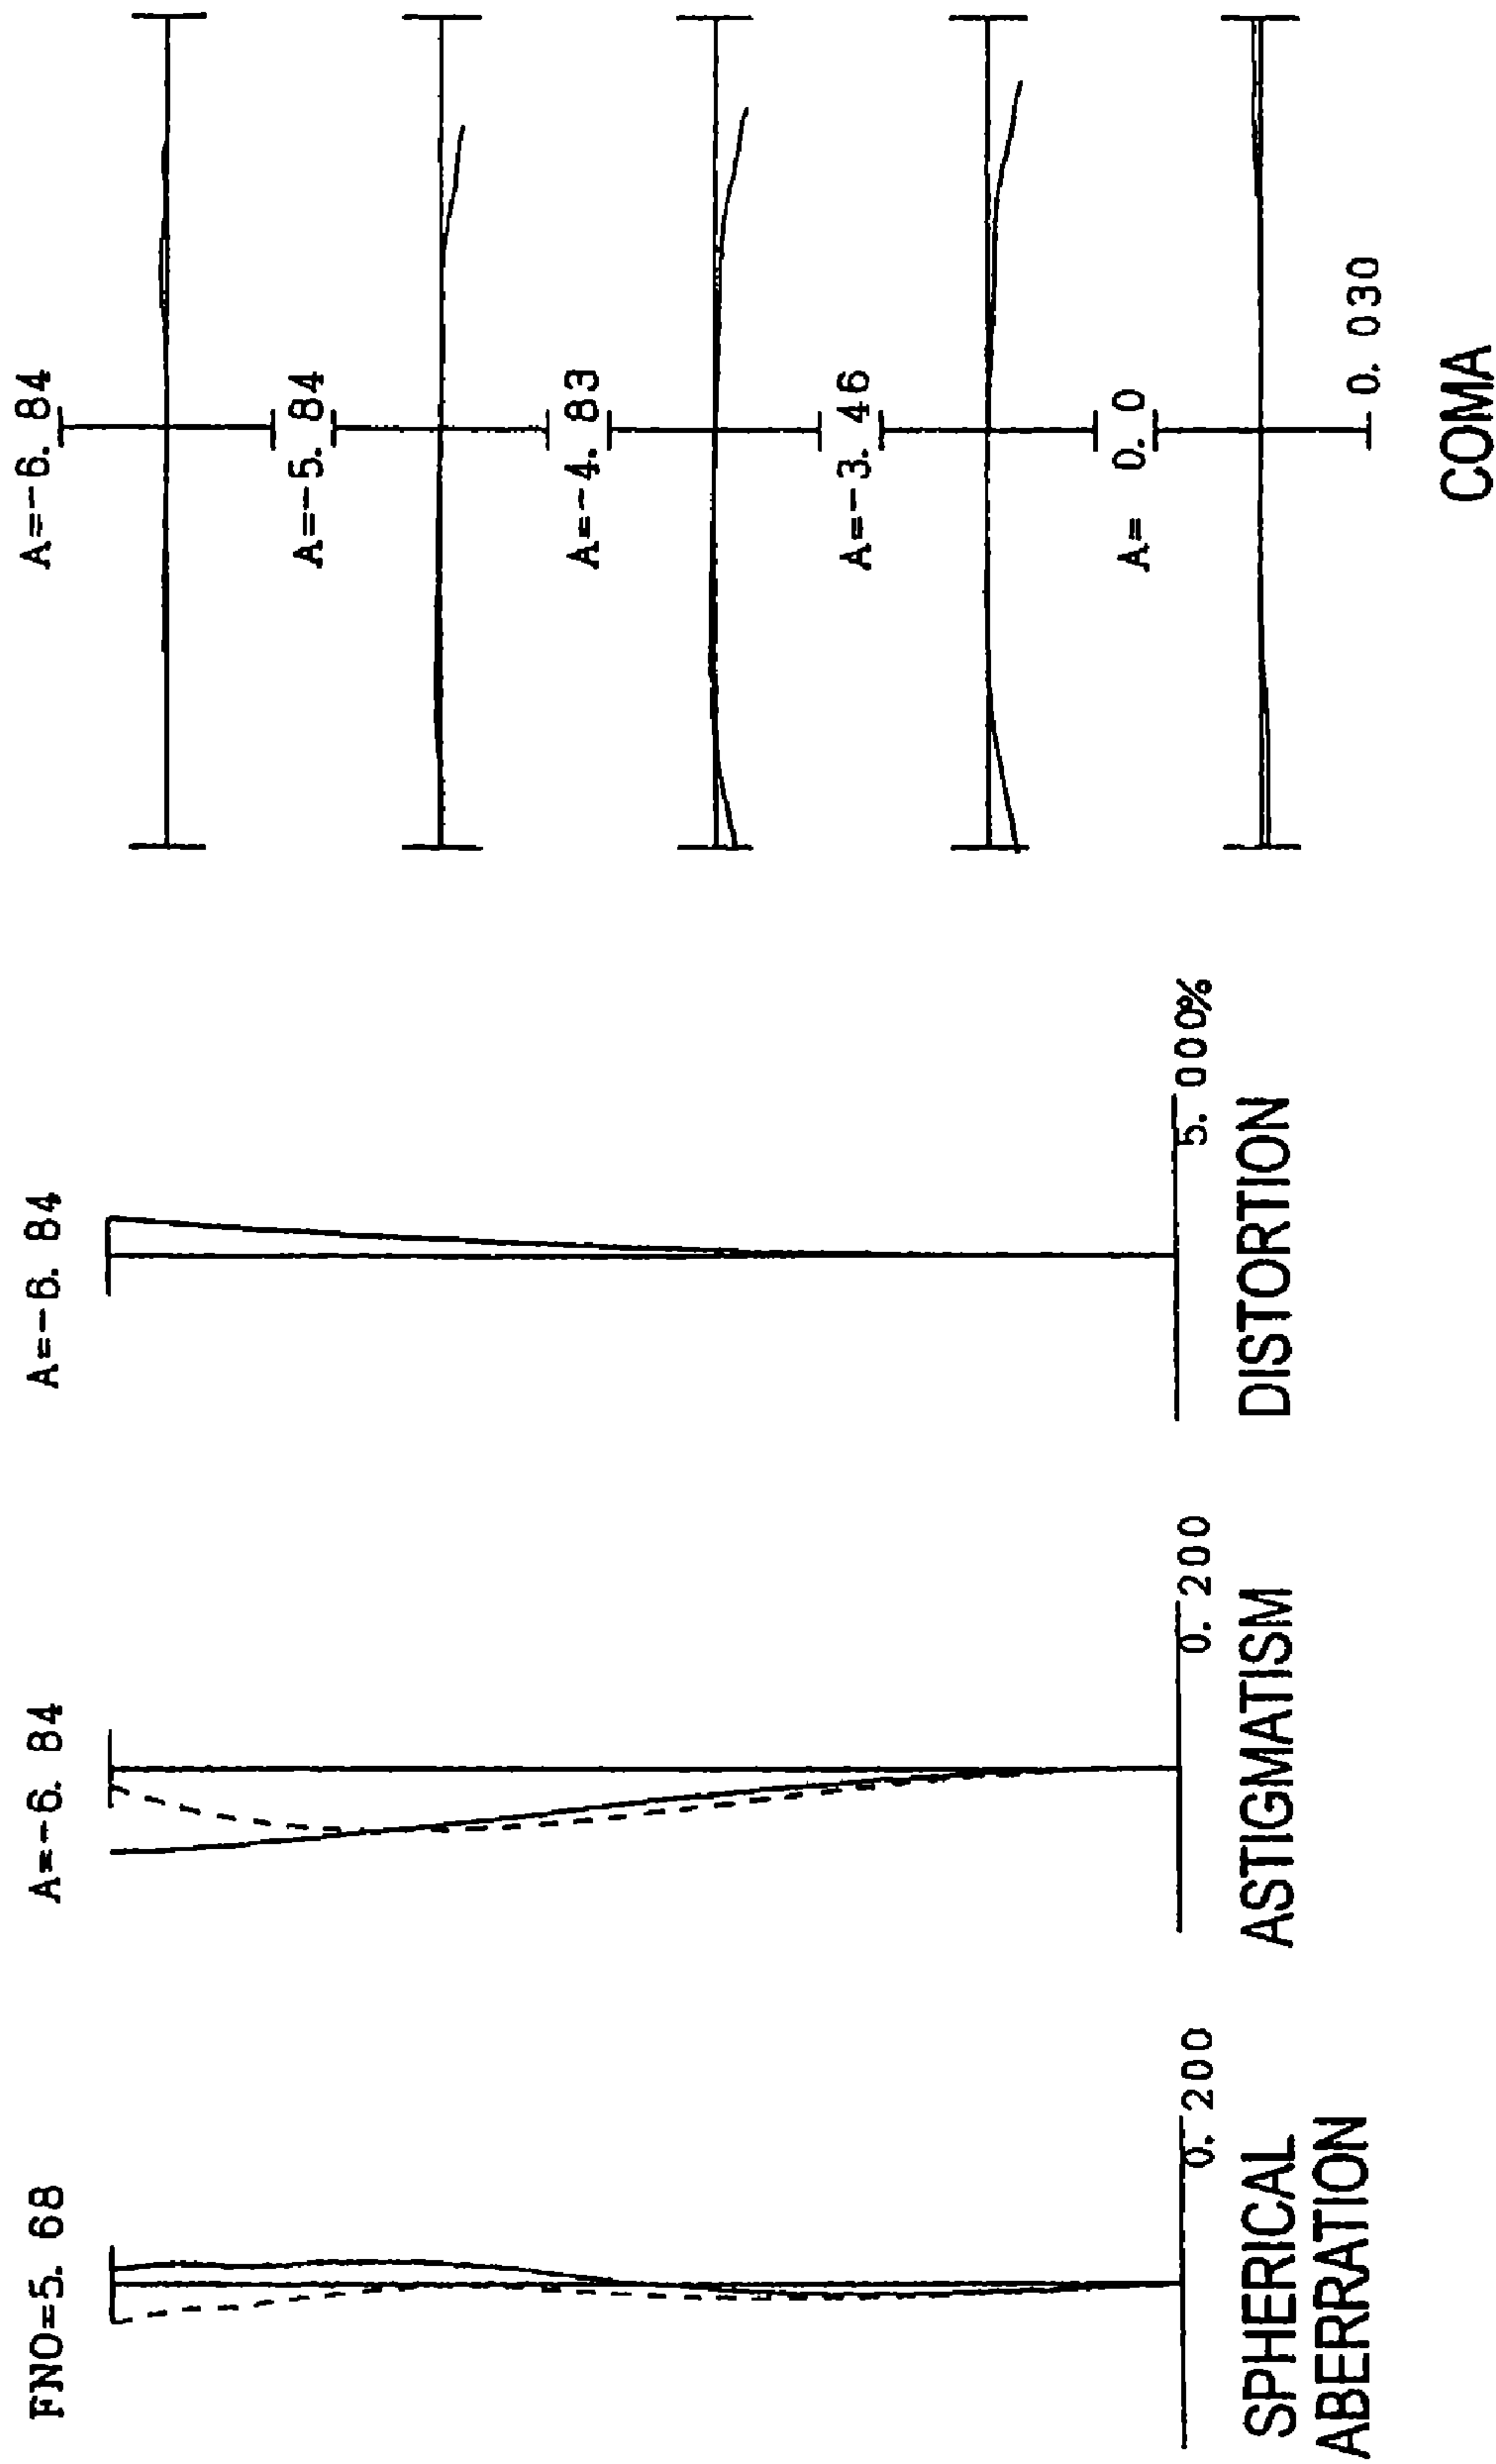 FNO=5. 68
0. 200
SPHERICAL
ABERRATION
A=-6. 84
0. 200
ASTIGMATISM
A=-6. 84
5. 000%
DISTORTION
A=-6. 84
A=-5. 84
A=-4. 83
A=-3. 46
A= 0. 0
0. 030
COMA